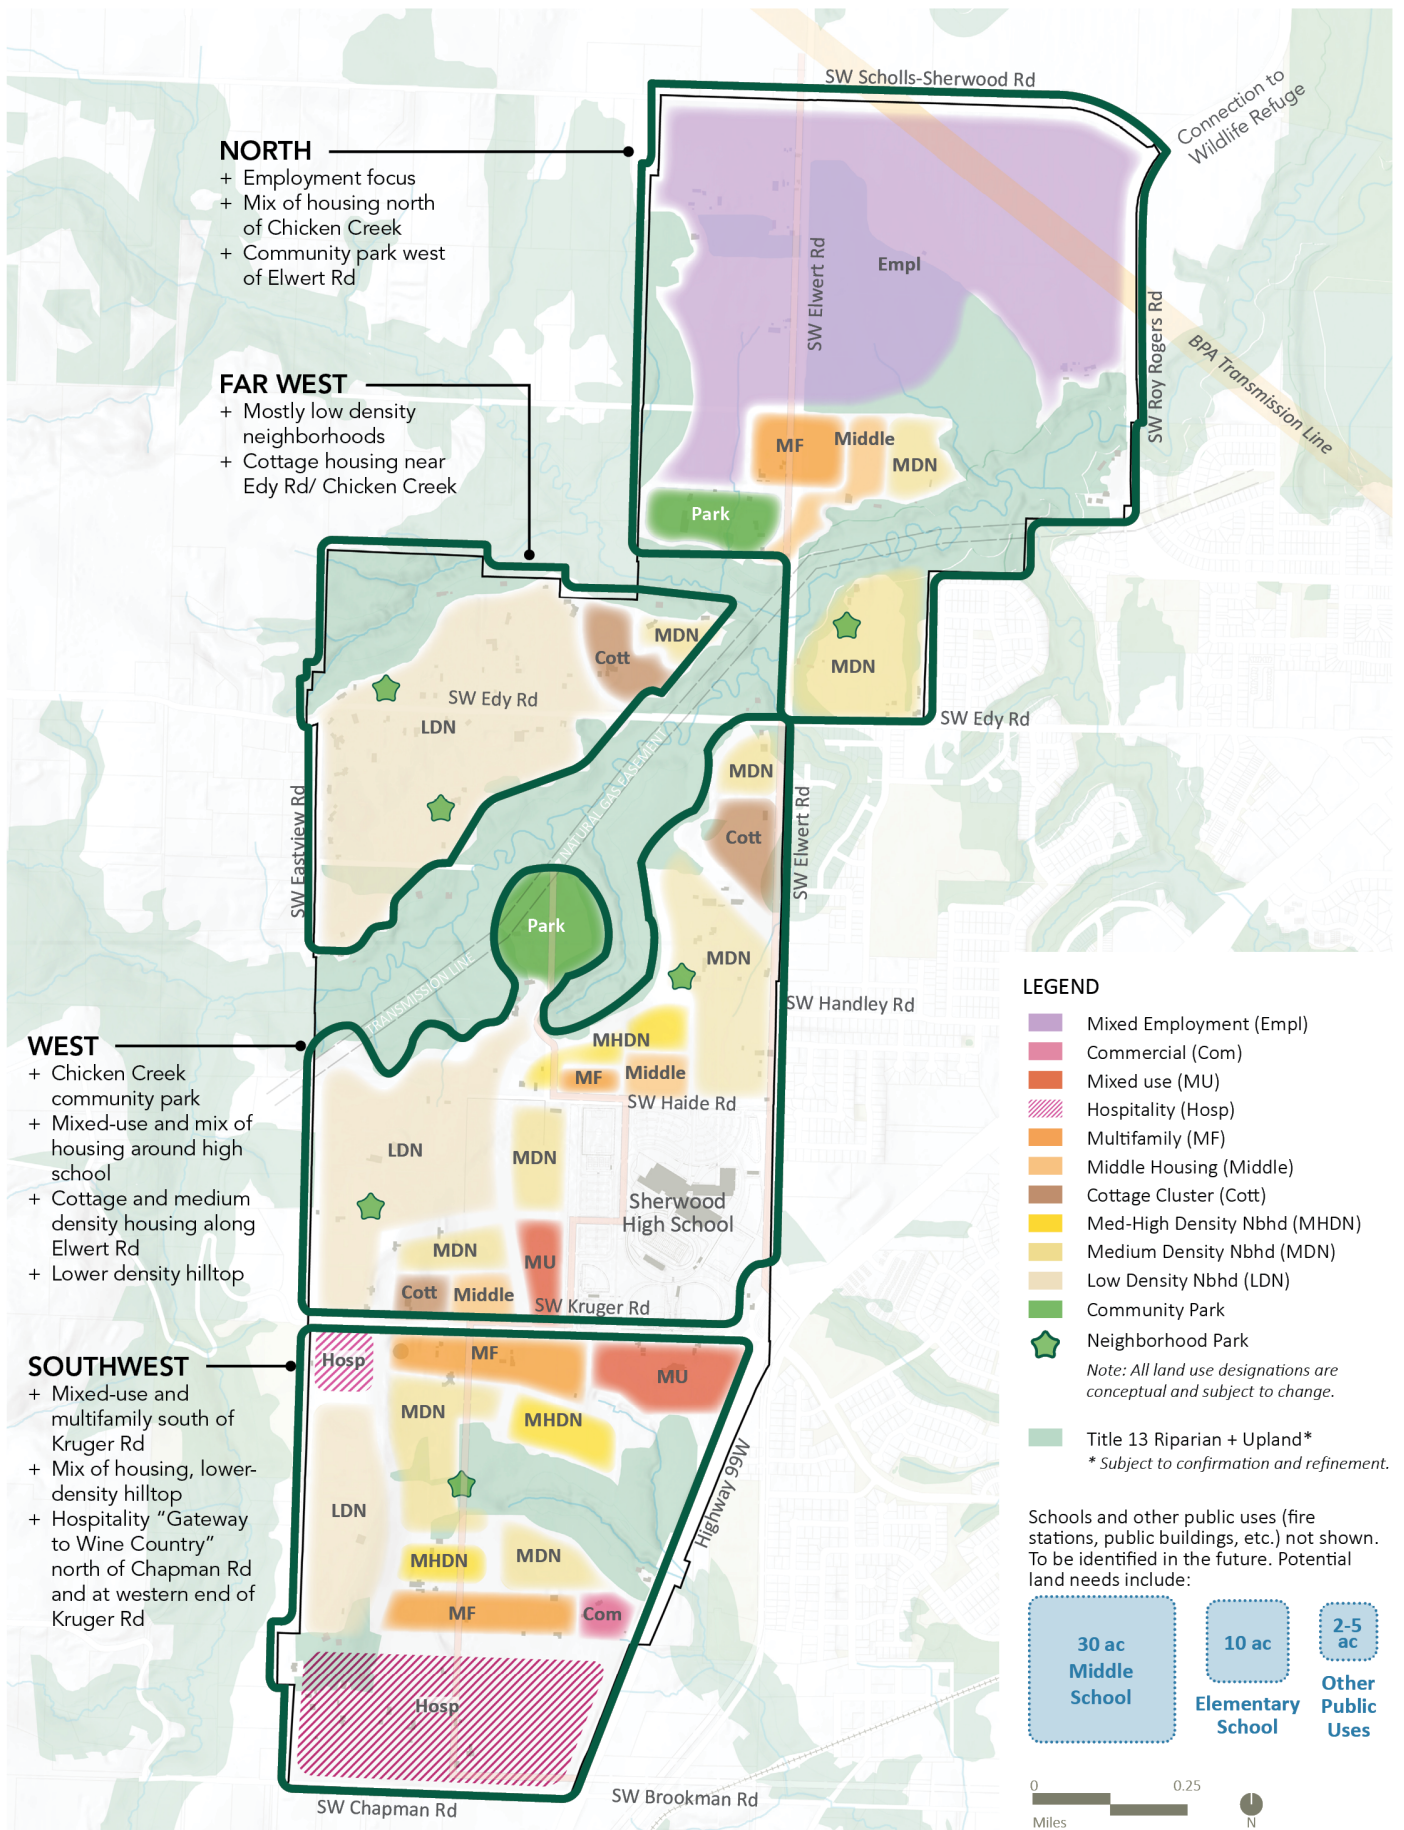 SW Scholls-Sherwood Rd
Connection to
Wildlife Refuge
NORTH
+ Employment focus
+ Mix of housing north
of Chicken Creek
+ Community park west
of Elwert Rd
SW Elwert Rd
Empl
SW Roy Rogers Rd
BPA Transmission Line
FAR WEST
+ Mostly low density
neighborhoods
+ Cottage housing near
Edy Rd/ Chicken Creek
MF
Middle
MDN
Park
MDN
Cott
MDN
SW Edy Rd
LDN
SW Edy Rd
MDN
NATURAL GAS EASEMENT
SW Eastview Rd
Cott
SW Elwert Rd
Park
MDN
TRANSMISSION LINE
SW Handley Rd
MHDN
MF
Middle
SW Haide Rd
WEST
+ Chicken Creek
community park
+ Mixed-use and mix of
housing around high
school
+ Cottage and medium
density housing along
Elwert Rd
+ Lower density hilltop
LDN
MDN
Sherwood
High School
MDN
MU
Cott
Middle
SW Kruger Rd
SOUTHWEST
+ Mixed-use and
multifamily south of
Kruger Rd
+ Mix of housing, lower-
density hilltop
+ Hospitality “Gateway
to Wine Country”
north of Chapman Rd
and at western end of
Kruger Rd
Hosp
MF
MU
MDN
MHDN
LDN
Highway 99W
MHDN
MDN
MF
Com
Hosp
SW Chapman Rd
SW Brookman Rd
LEGEND
Mixed Employment (Empl)
Commercial (Com)
Mixed use (MU)
Hospitality (Hosp)
Multifamily (MF)
Middle Housing (Middle)
Cottage Cluster (Cott)
Med-High Density Nbhd (MHDN)
Medium Density Nbhd (MDN)
Low Density Nbhd (LDN)
Community Park
Neighborhood Park
Note: All land use designations are
conceptual and subject to change.
Title 13 Riparian + Upland*
* Subject to confirmation and refinement.
Schools and other public uses (fire
stations, public buildings, etc.) not shown.
To be identified in the future. Potential
land needs include:
30 ac
Middle
School
10 ac
Elementary
School
2-5
ac
Other
Public
Uses
0 0.25
Miles
N